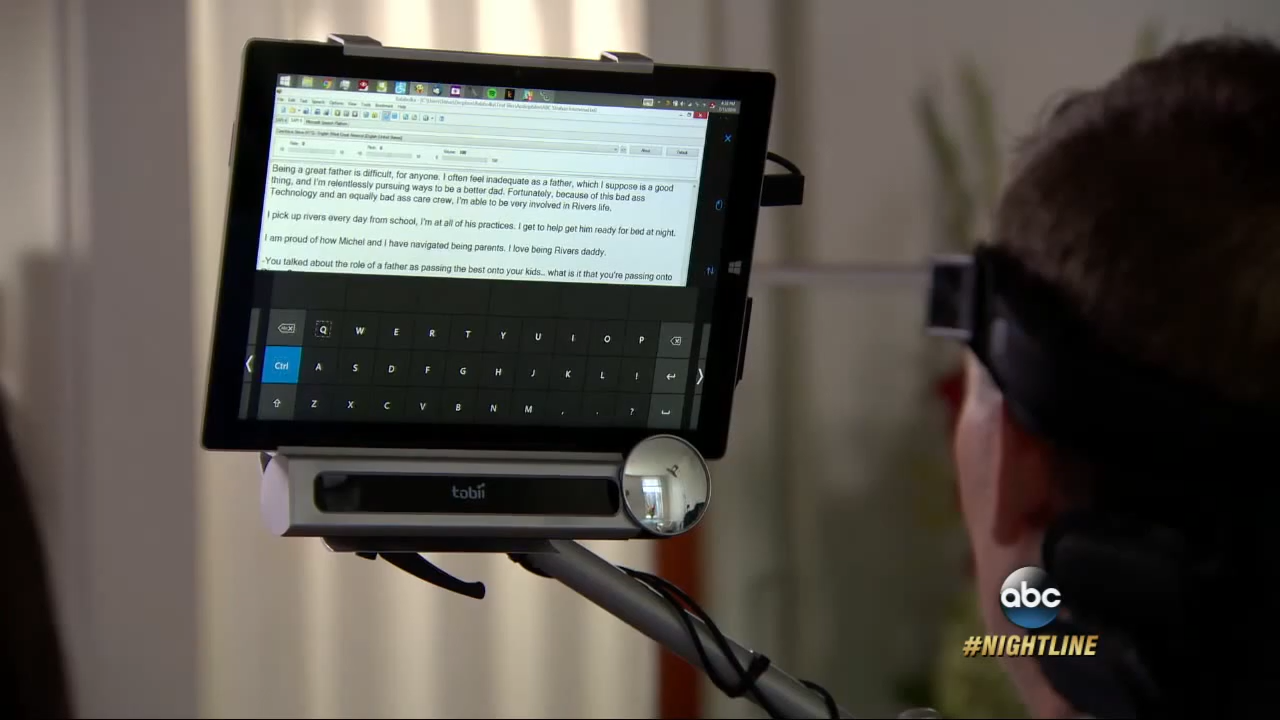 Being a great father is difficult, for anyone. I often feel inadequate as a father, which I suppose is a good
thing, and I'm relentlessly pursuing ways to be a better dad. Fortunately, because of this bad ass
Technology and an equally bad ass care crew, I'm able to be very involved in Rivers life.
I pick up rivers every day from school, I'm at all of his practices. I get to help get him ready for bed at night.
I am proud of how Michel and I have navigated being parents. I love being Rivers daddy.
-You talked about the role of a father as passing the best onto your kids.. what is it that you're passing onto
Q W E R T Y U I O P
Ctrl A S D F G H J K L !
Z X C V B N M , . ?
tobii
abc
#NIGHTLINE